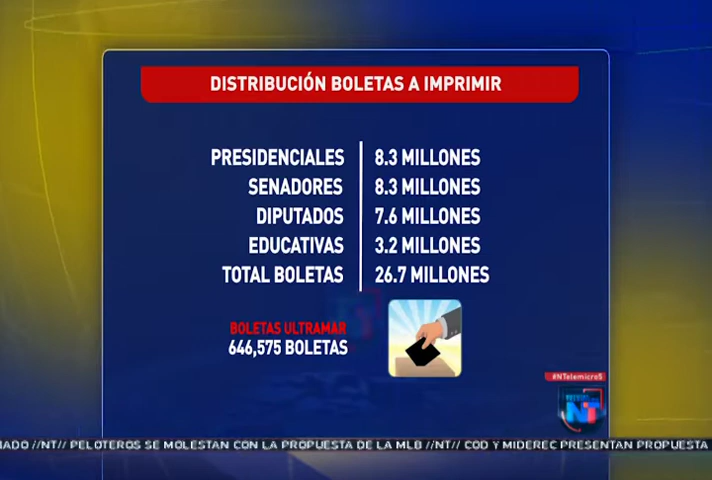 DISTRIBUCIÓN BOLETAS A IMPRIMIR
PRESIDENCIALES 8.3 MILLONES
SENADORES 8.3 MILLONES
DIPUTADOS 7.6 MILLONES
EDUCATIVAS 3.2 MILLONES
TOTAL BOLETAS 26.7 MILLONES
BOLETAS ULTRAMAR
646,575 BOLETAS
#NTelemicro5
NT
IADO //NT// PELOTEROS SE MOLESTAN CON LA PROPUESTA DE LA MLB //NT// COD Y MIDEREC PRESENTAN PROPUESTA